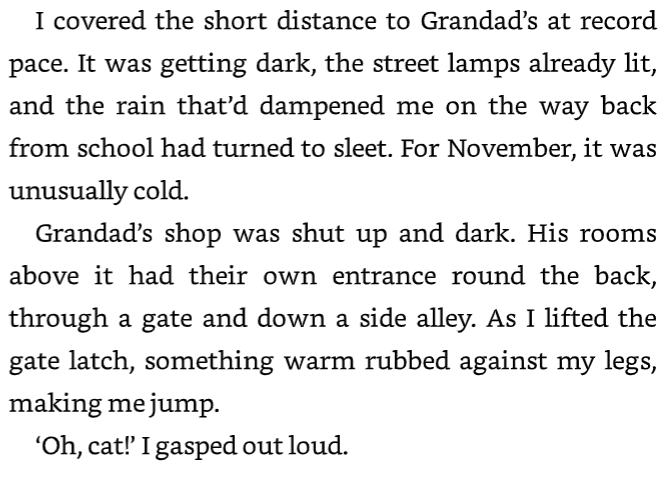 I covered the short distance to Grandad’s at record
pace. It was getting dark, the street lamps already lit,
and the rain that’d dampened me on the way back
from school had turned to sleet. For November, it was
unusually cold.
Grandad’s shop was shut up and dark. His rooms
above it had their own entrance round the back,
through a gate and down a side alley. As I lifted the
gate latch, something warm rubbed against my legs,
making me jump.
‘Oh, cat!’ I gasped out loud.